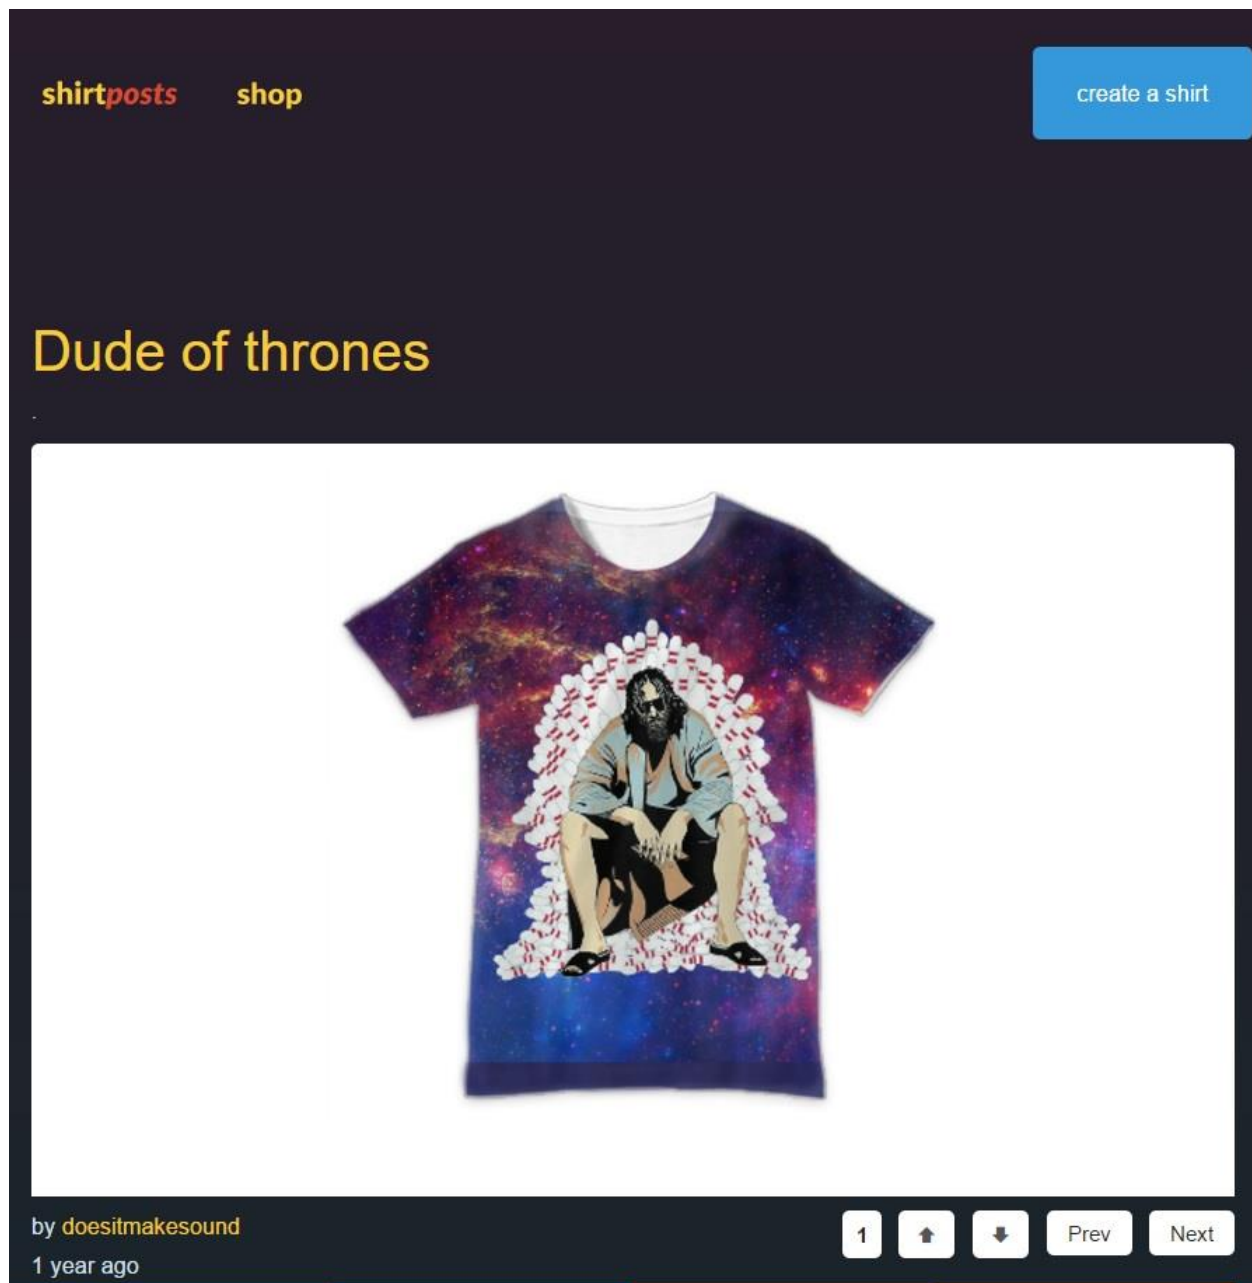 shirtposts shop create a shirt
Dude of thrones
.
by doesitmakesound
1 Prev Next
1 year ago